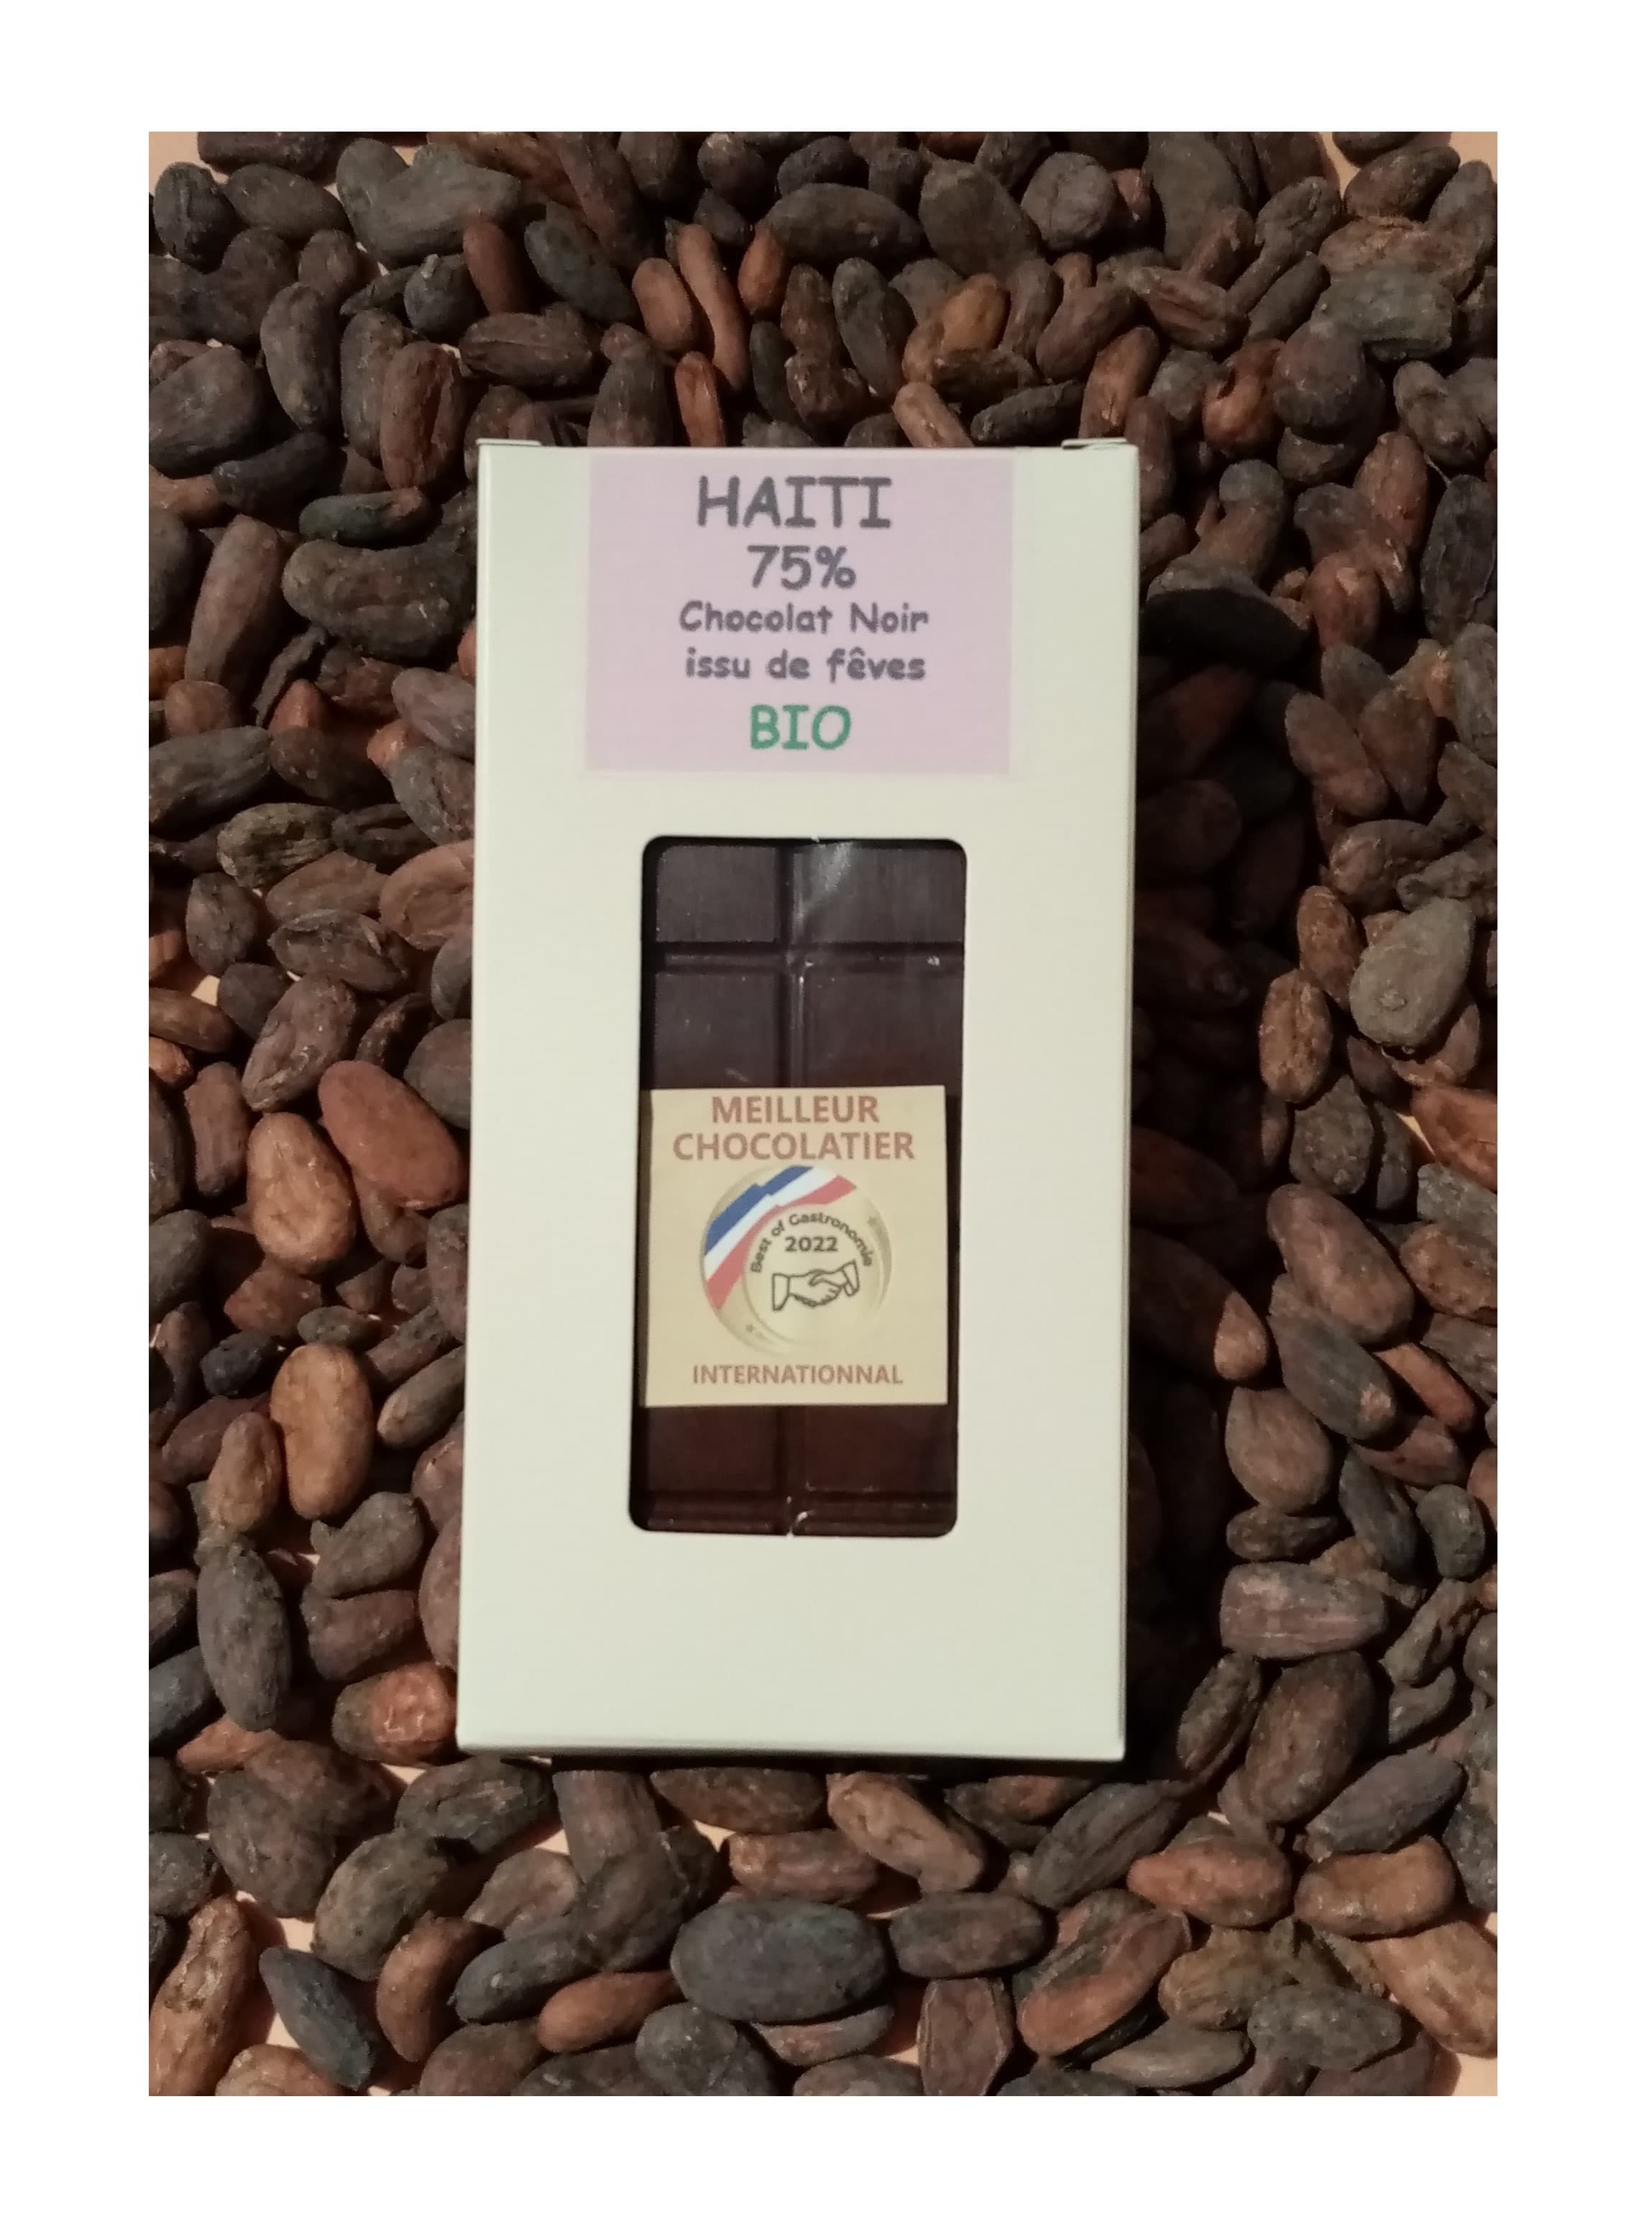 HAITI
75%
Chocolat Noir
issu de fêves
BIO
MEILLEUR
CHOCOLATIER
Best of Gastronomie
2022
INTERNATIONNAL